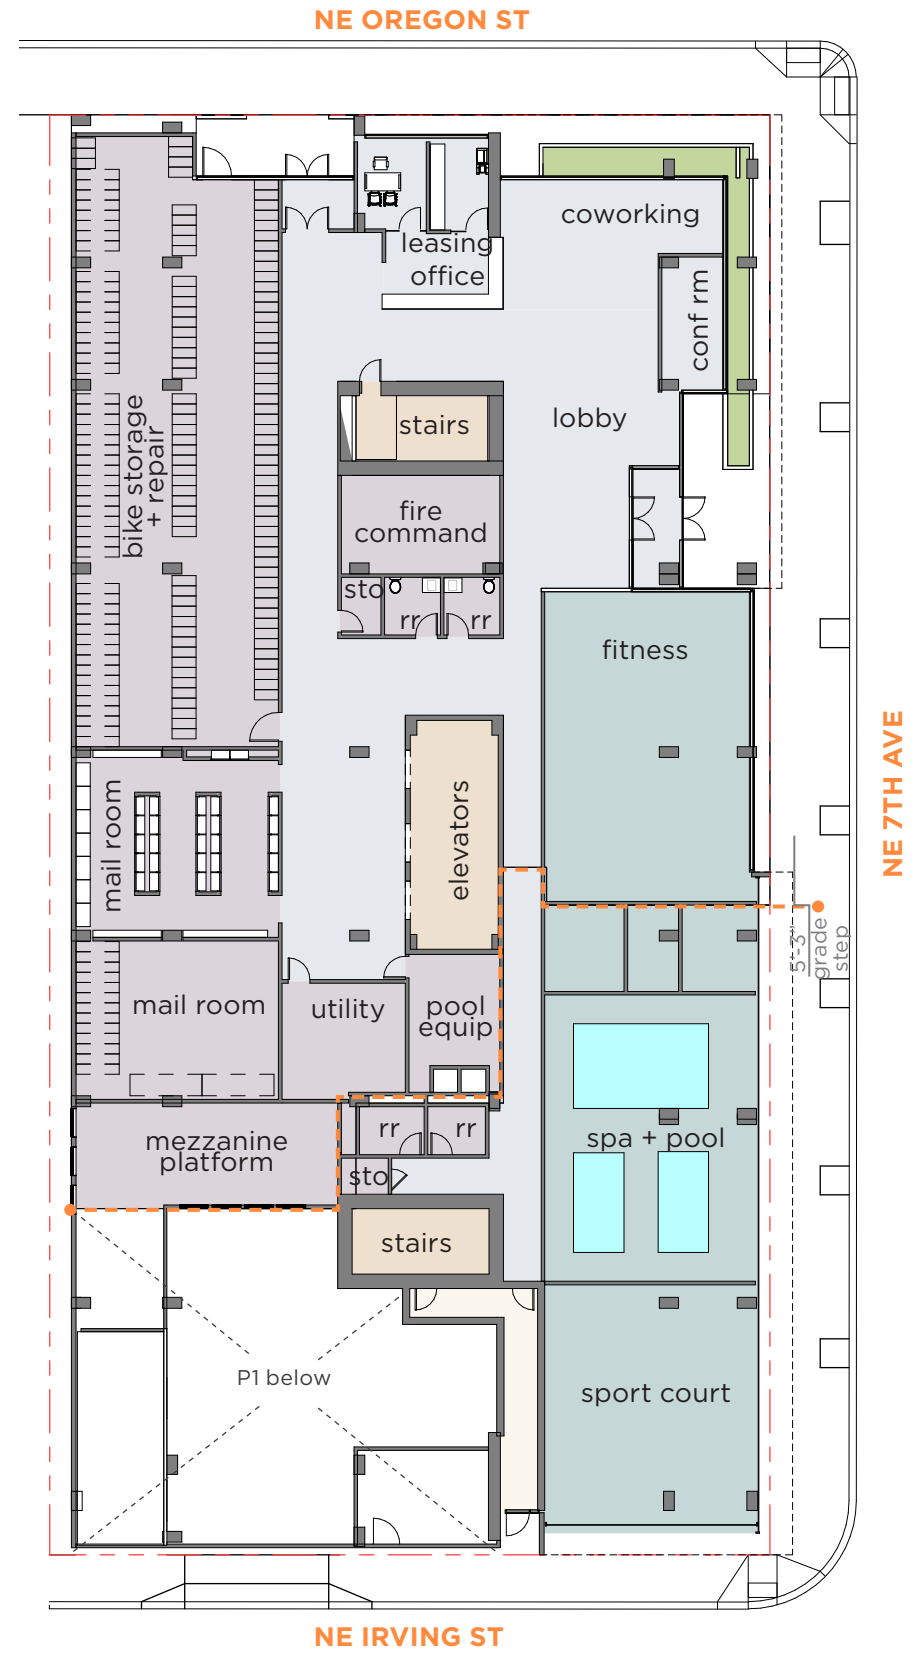 NE OREGON ST
coworking
leasing
office
conf rm
lobby
stairs
bike storage
+ repair
fire
command
sto
rr
rr
fitness
NE 7TH AVE
elevators
mail room
5'-3"
grade
step
mail room
utility
pool
equip
rr
rr
mezzanine
platform
spa + pool
sto
stairs
P1 below
sport court
NE IRVING ST